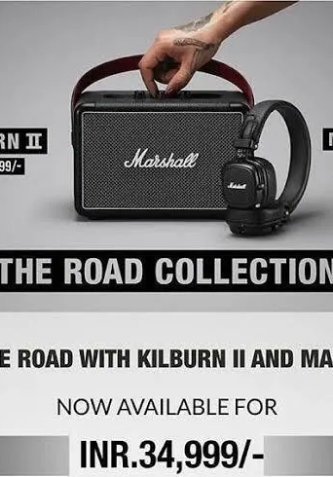 RN II
99/-
Marshall
Marshall
THE ROAD COLLECTION
E ROAD WITH KILBURN II AND MA
NOW AVAILABLE FOR
INR.34,999/-